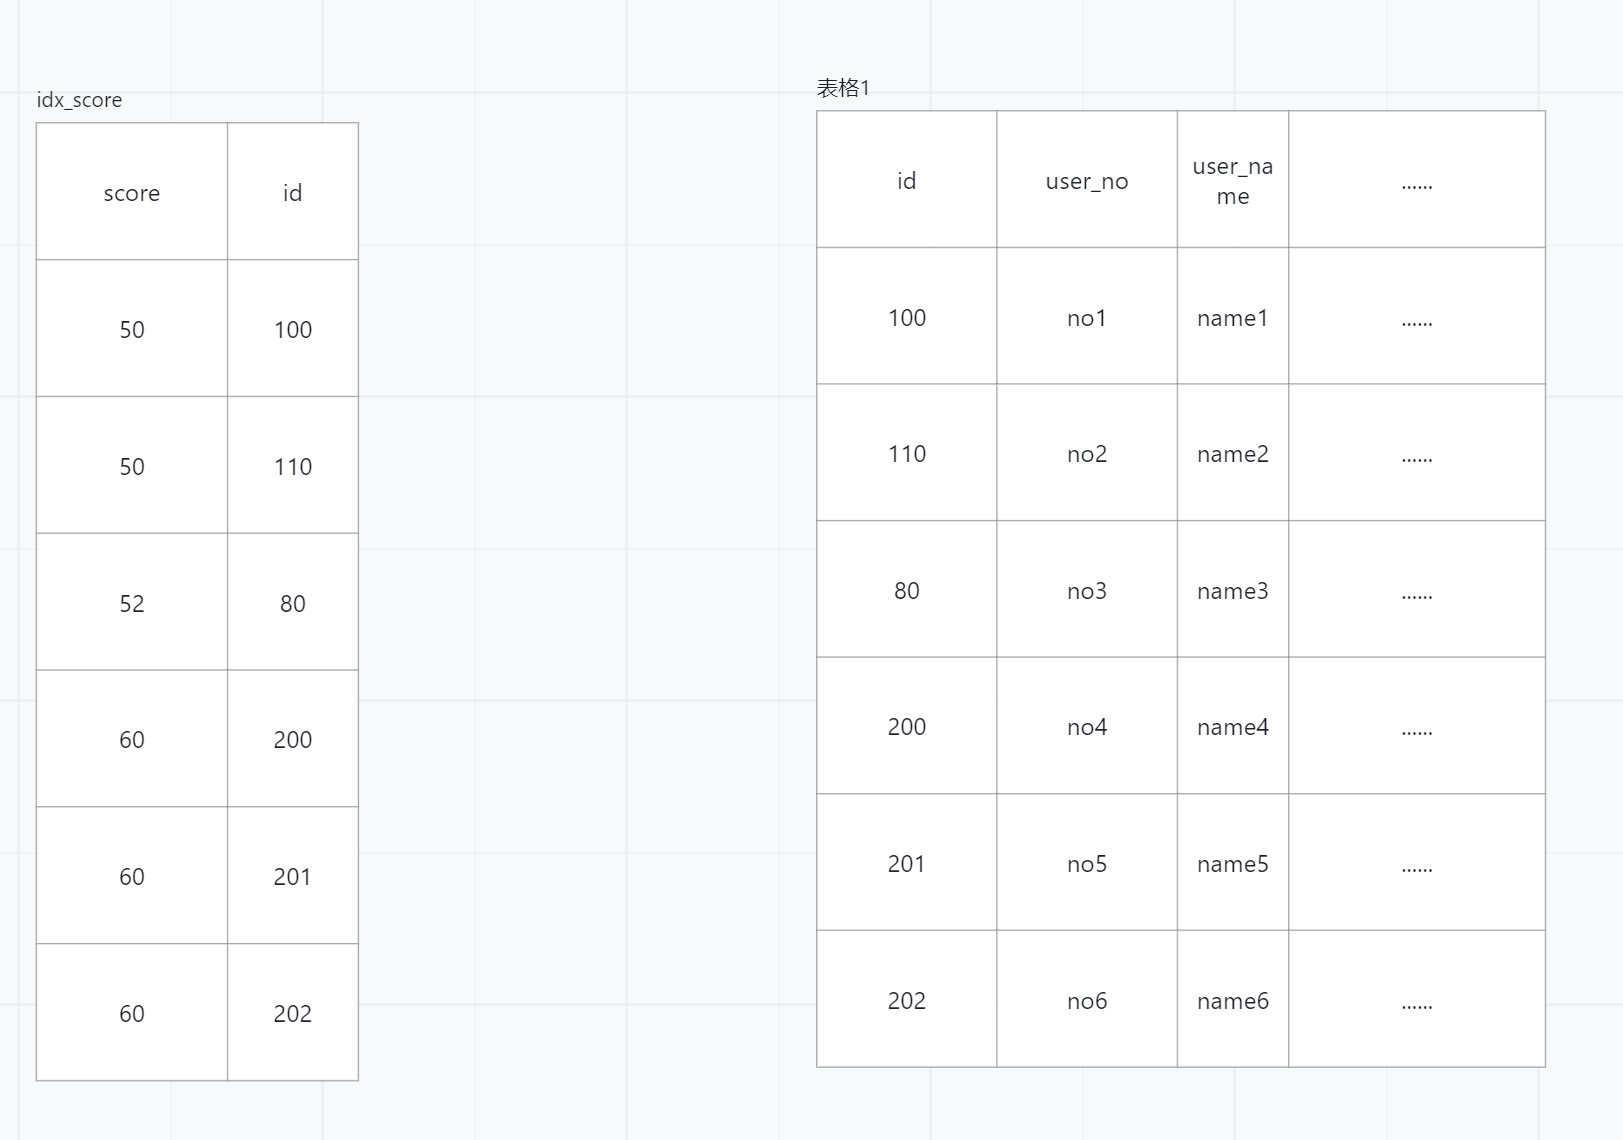 idx_score
score id
50 100
50 110
52 80
60 200
60 201
60 202
表格1
id user_no user_na
me ......
100 no1 name1 ......
110 no2 name2 ......
80 no3 name3 ......
200 no4 name4 ......
201 no5 name5 ......
202 no6 name6 ......